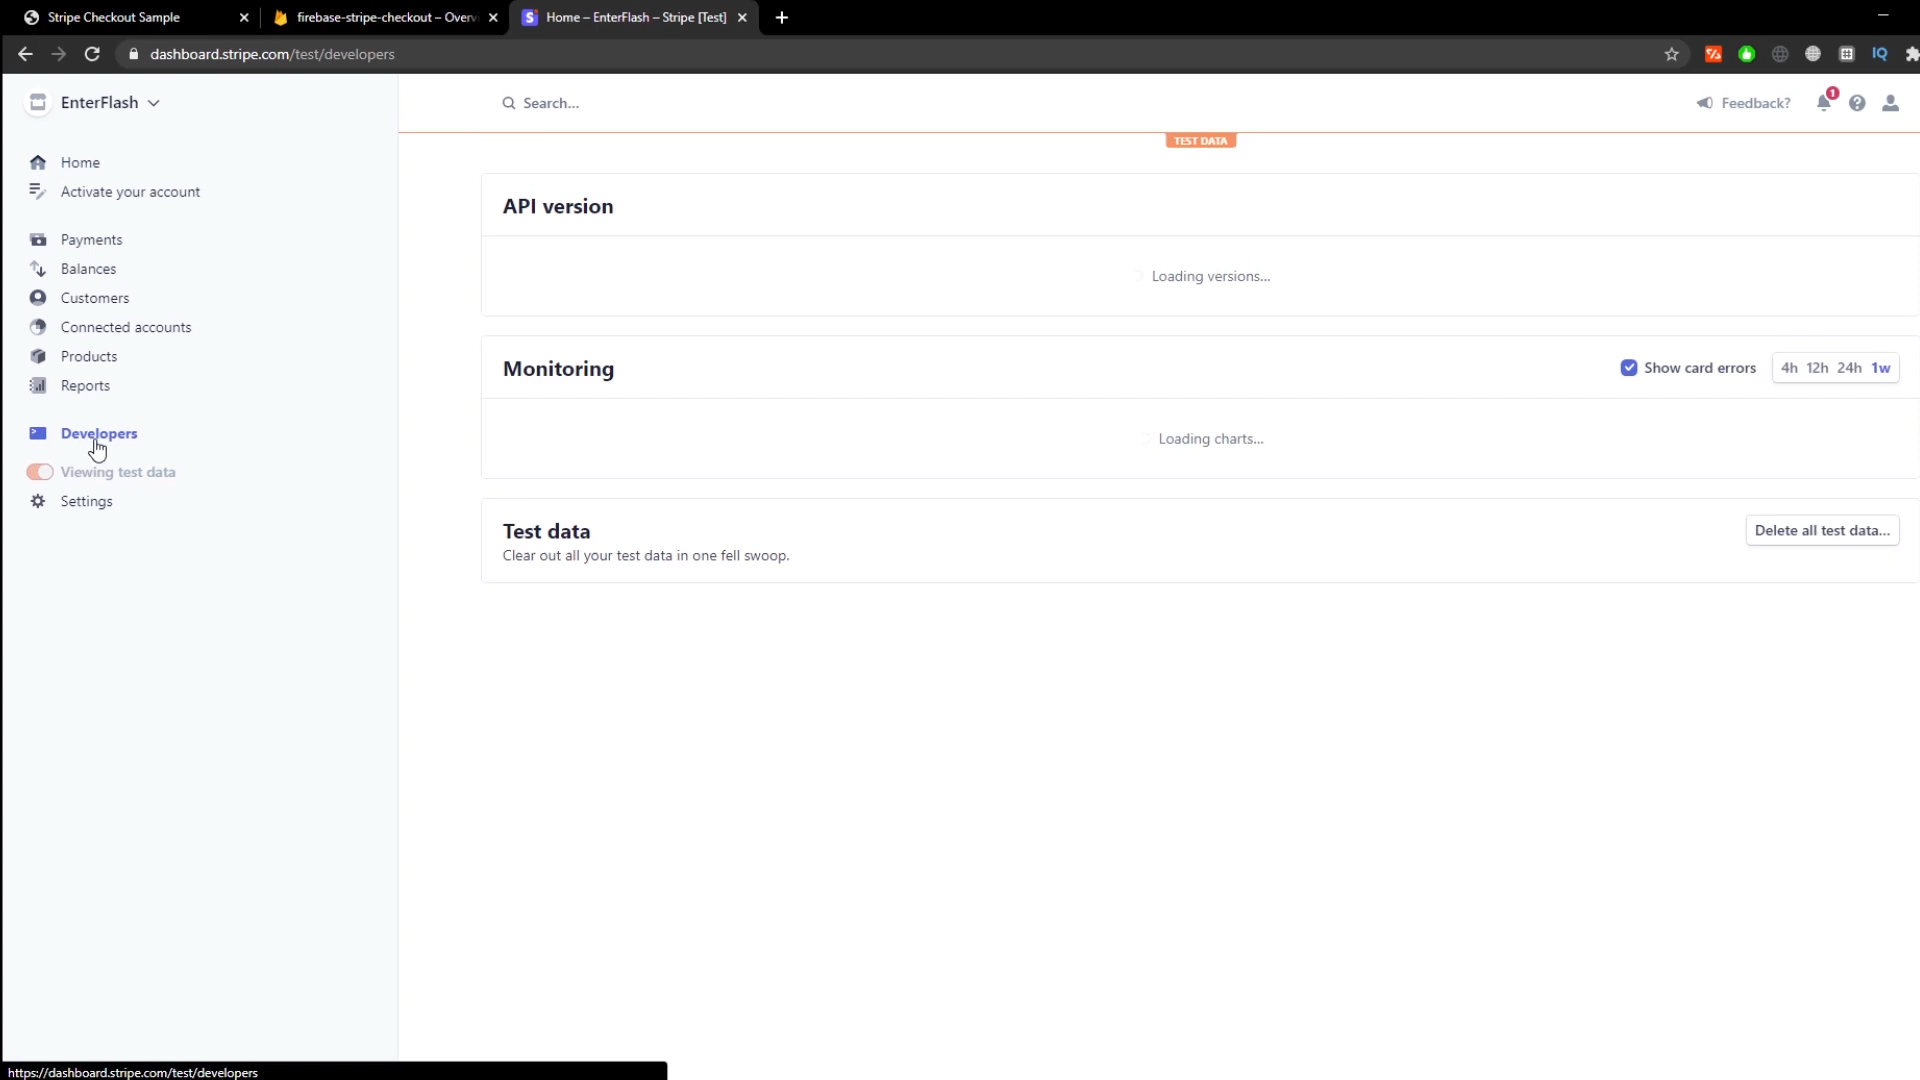 Stripe Checkout Sample
firebase-stripe-checkout – Overv
Home – EnterFlash – Stripe [Test]
dashboard.stripe.com/test/developers
IQ
EnterFlash
Search...
Feedback?
1
TEST DATA
Home
Activate your account
Payments
Balances
Customers
Connected accounts
Products
Reports
Developers
Viewing test data
Settings
API version
Loading versions...
Monitoring
Show card errors
4h 12h 24h 1w
Loading charts...
Test data
Clear out all your test data in one fell swoop.
Delete all test data...
https://dashboard.stripe.com/test/developers